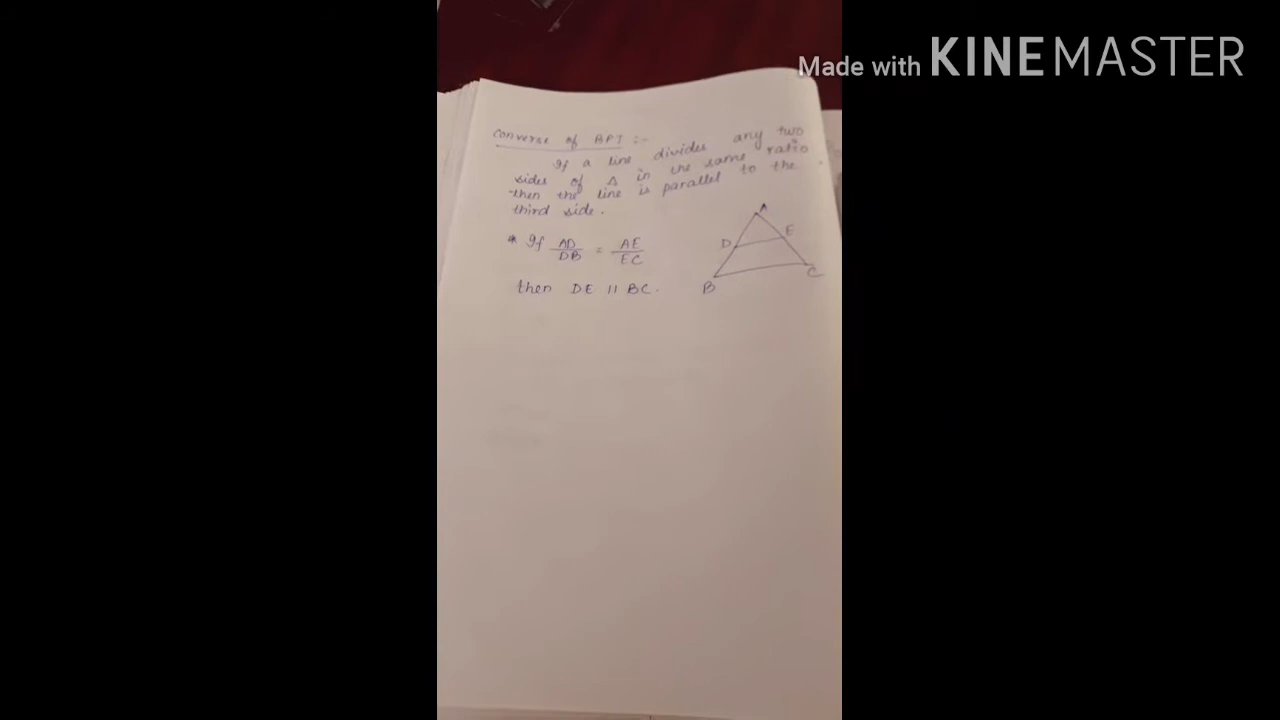 Made with KINEMASTER
Converse of BPT :-
If a line divides any two
sides of Δ in the same ratio
then the line is parallel to the
third side.
* If AD/DB = AE/EC
then DE || BC.
A
D E
B C